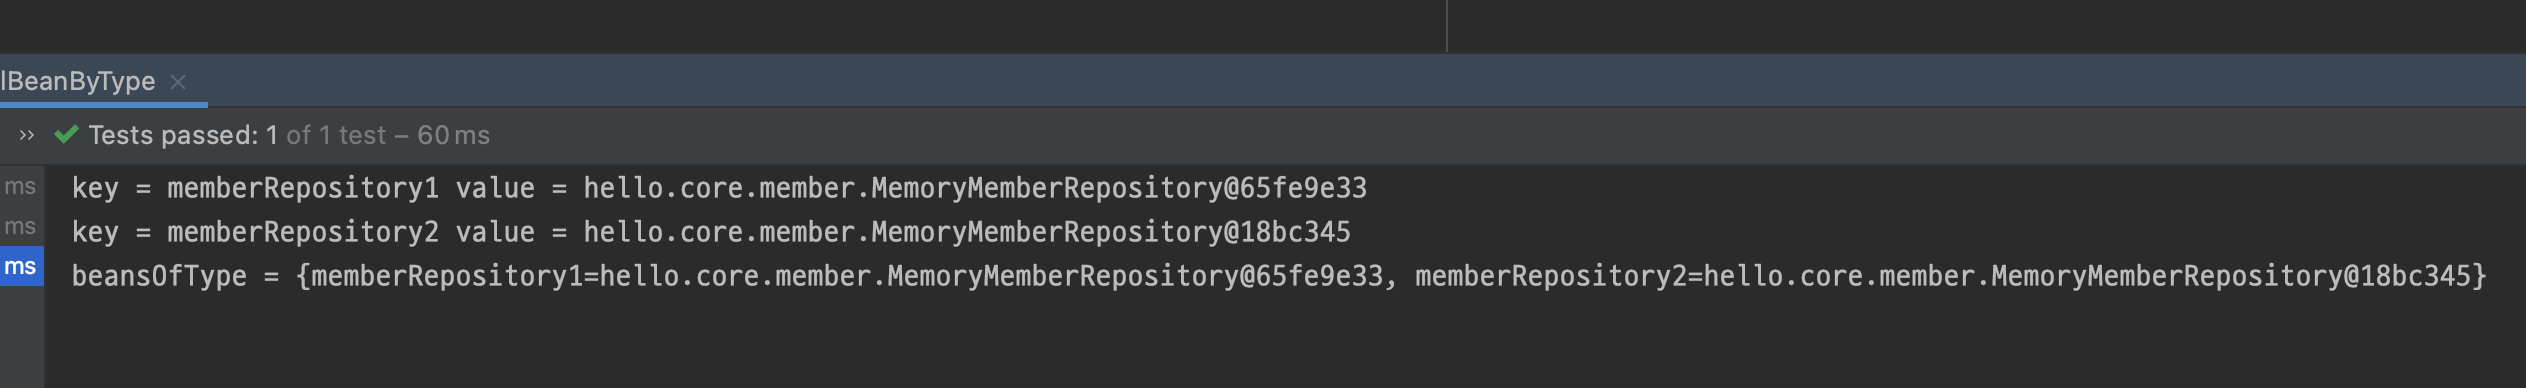 lBeanByType
Tests passed: 1 of 1 test – 60 ms
ms
key = memberRepository1 value = hello.core.member.MemoryMemberRepository@65fe9e33
ms
key = memberRepository2 value = hello.core.member.MemoryMemberRepository@18bc345
ms
beansOfType = {memberRepository1=hello.core.member.MemoryMemberRepository@65fe9e33, memberRepository2=hello.core.member.MemoryMemberRepository@18bc345}